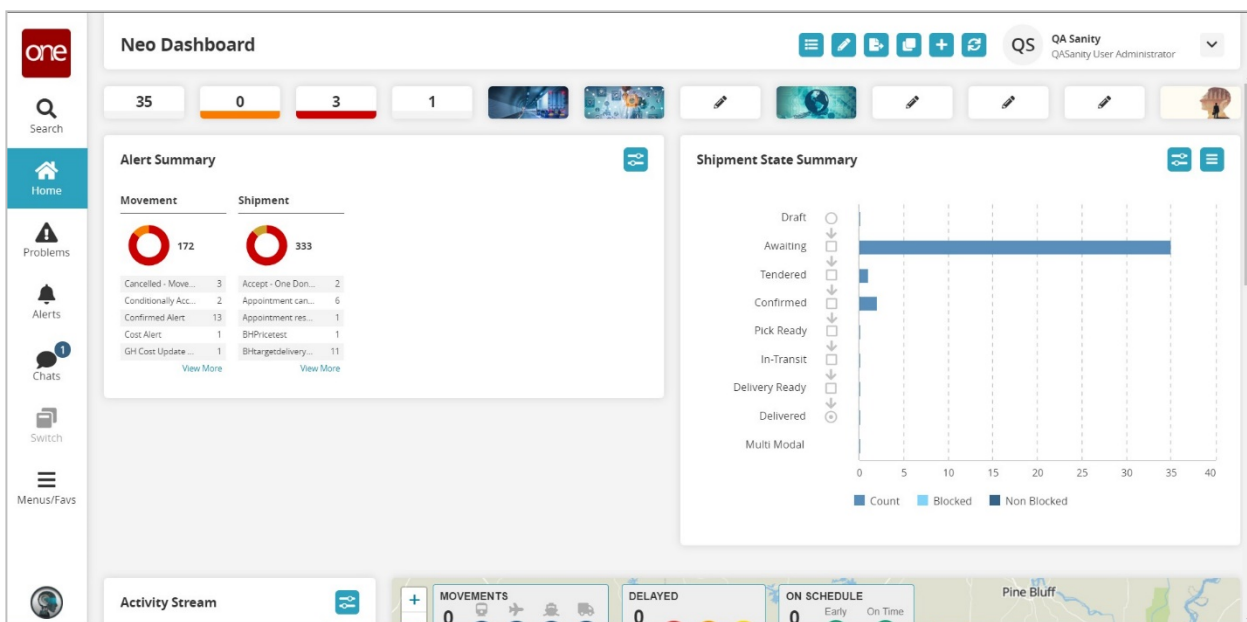 one
Neo Dashboard
QS
QA Sanity
QASanity User Administrator
Search
Home
Problems
Alerts
1
Chats
Switch
Menus/Favs
35
0
3
1
Alert Summary
Movement
172
Cancelled - Move... 3
Conditionally Acc... 2
Confirmed Alert 13
Cost Alert 1
GH Cost Update ... 1
View More
Shipment
333
Accept - One Don... 2
Appointment can... 6
Appointment res... 1
BHPricetest 1
BHtargetdelivery... 11
View More
Shipment State Summary
Draft
Awaiting
Tendered
Confirmed
Pick Ready
In-Transit
Delivery Ready
Delivered
Multi Modal
0 5 10 15 20 25 30 35 40
Count Blocked Non Blocked
Activity Stream
+
MOVEMENTS
0
DELAYED
0
ON SCHEDULE
0 Early On Time
Pine Bluff